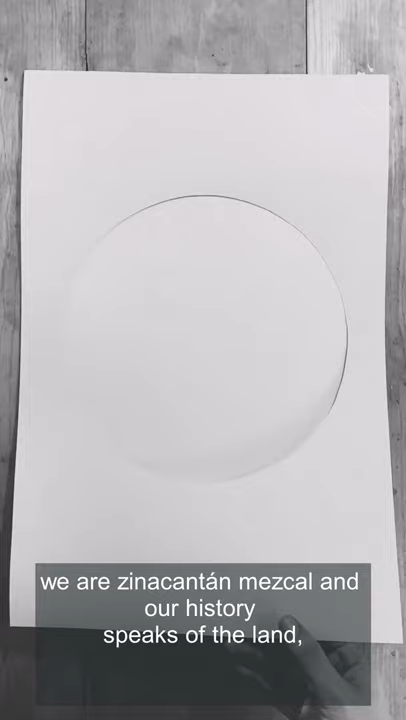 we are zinacantán mezcal and
our history
speaks of the land,